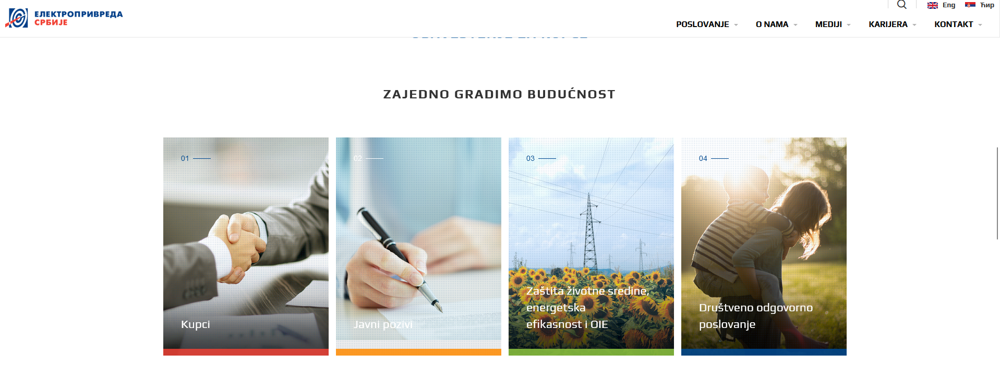 ЕЛЕКТРОПРИВРЕДА
СРБИЈЕ
Eng
Ћир
POSLOVANJE
O NAMA
MEDIJI
KARIJERA
KONTAKT
ZAJEDNO GRADIMO BUDUĆNOST
01
02
03
04
Kupci
Javni pozivi
Zaštita životne sredine,
energetska
efikasnost i OIE
Društveno odgovorno
poslovanje